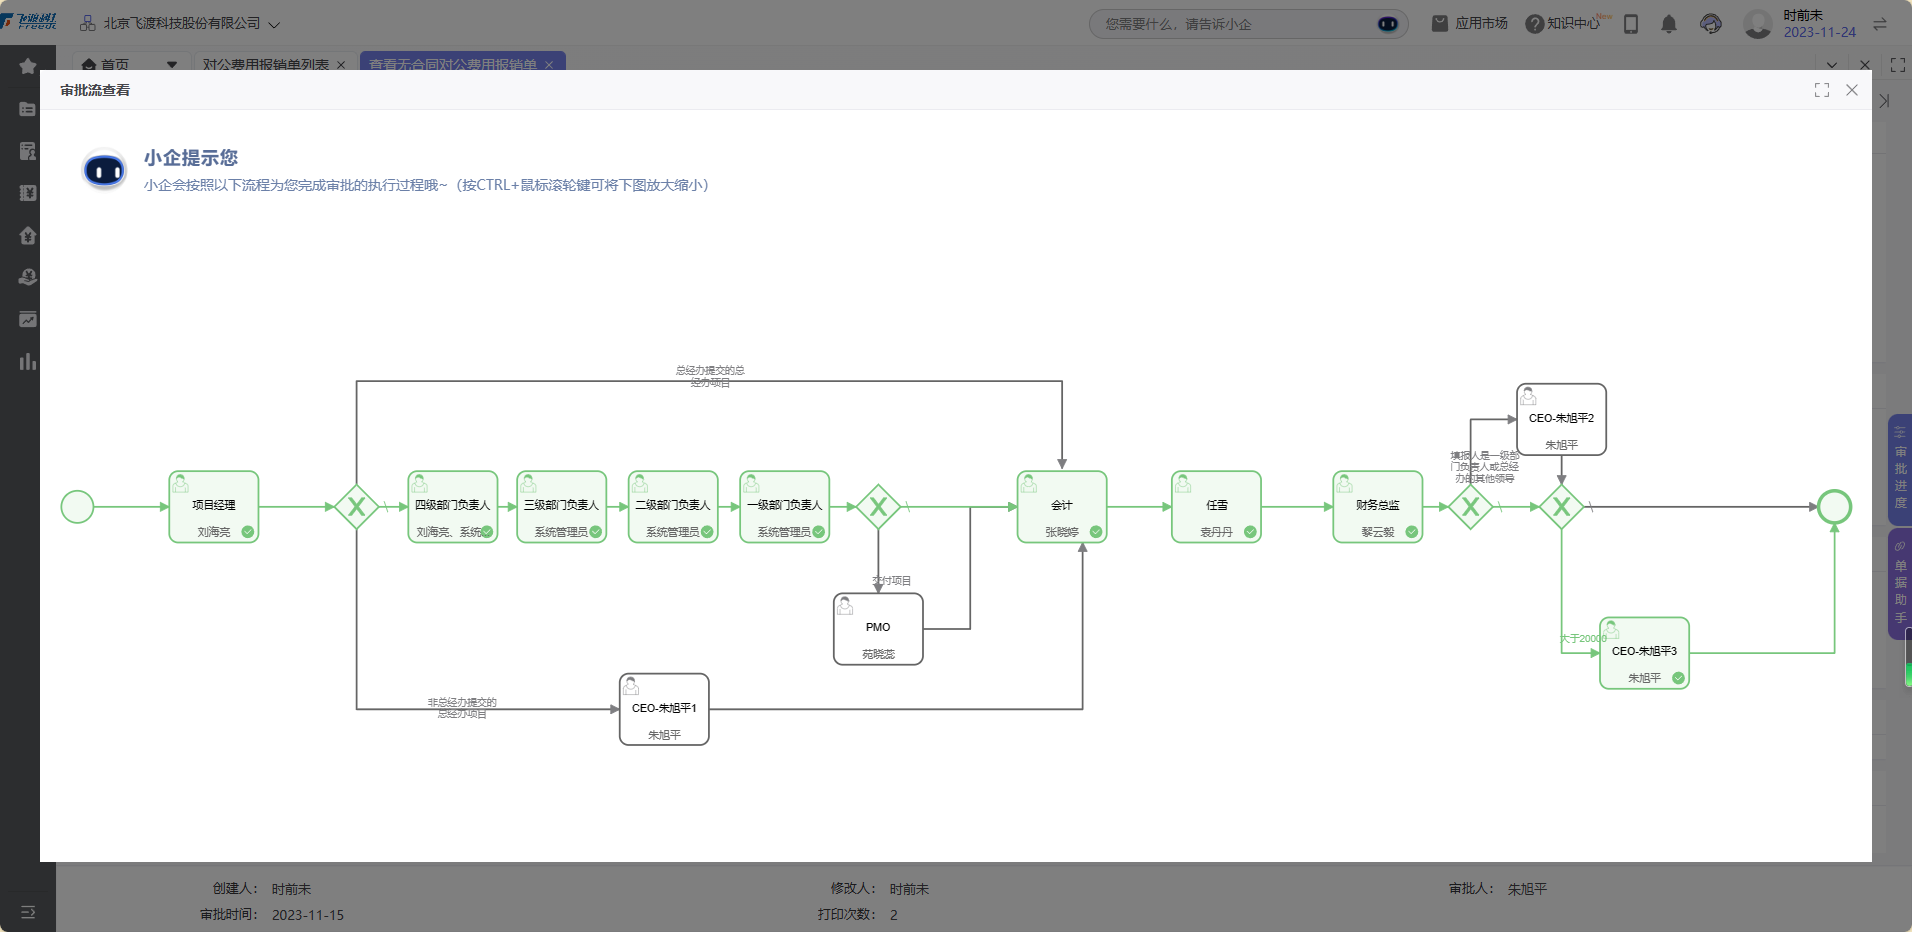 飞渡科技
Freedo
北京飞渡科技股份有限公司
您需要什么，请告诉小企
应用市场
知识中心
New
时前未
2023-11-24
首页
对公费用报销单列表
查看无合同对公费用报销单
审批流查看
小企提示您
小企会按照以下流程为您完成审批的执行过程哦~（按CTRL+鼠标滚轮键可将下图放大缩小）
总经办提交的总
经办项目
CEO-朱旭平2
朱旭平
填报人是一级部
门负责人或总经
办的其他领导
项目经理
刘海亮
四级部门负责人
刘海亮、系统
三级部门负责人
系统管理员
二级部门负责人
系统管理员
一级部门负责人
系统管理员
会计
张晓婷
任雪
袁丹丹
财务总监
黎云毅
交付项目
PMO
苑晓蕊
大于20000
CEO-朱旭平3
朱旭平
非总经办提交的
总经办项目
CEO-朱旭平1
朱旭平
审批进度
单据助手
创建人： 时前未
修改人： 时前未
审批人： 朱旭平
审批时间： 2023-11-15
打印次数： 2